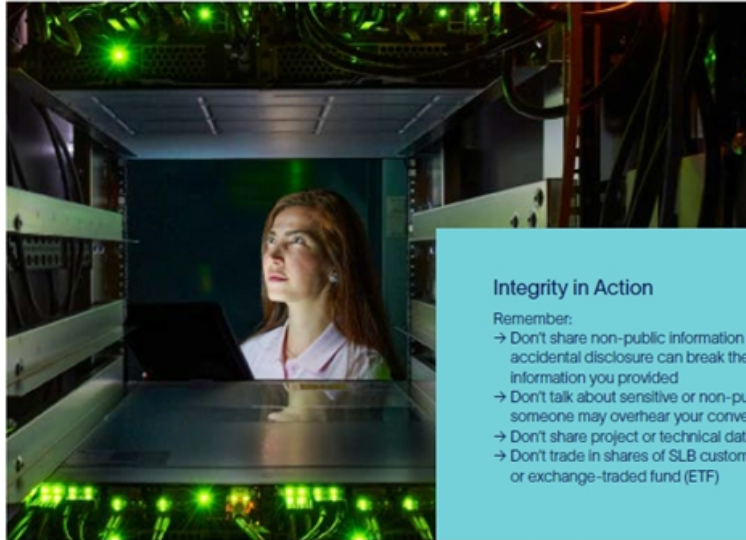 Integrity in Action
Remember:
→ Don't share non-public information
accidental disclosure can break the
information you provided
→ Don't talk about sensitive or non-pu
someone may overhear your conve
→ Don't share project or technical dat
→ Don't trade in shares of SLB custom
or exchange-traded fund (ETF)